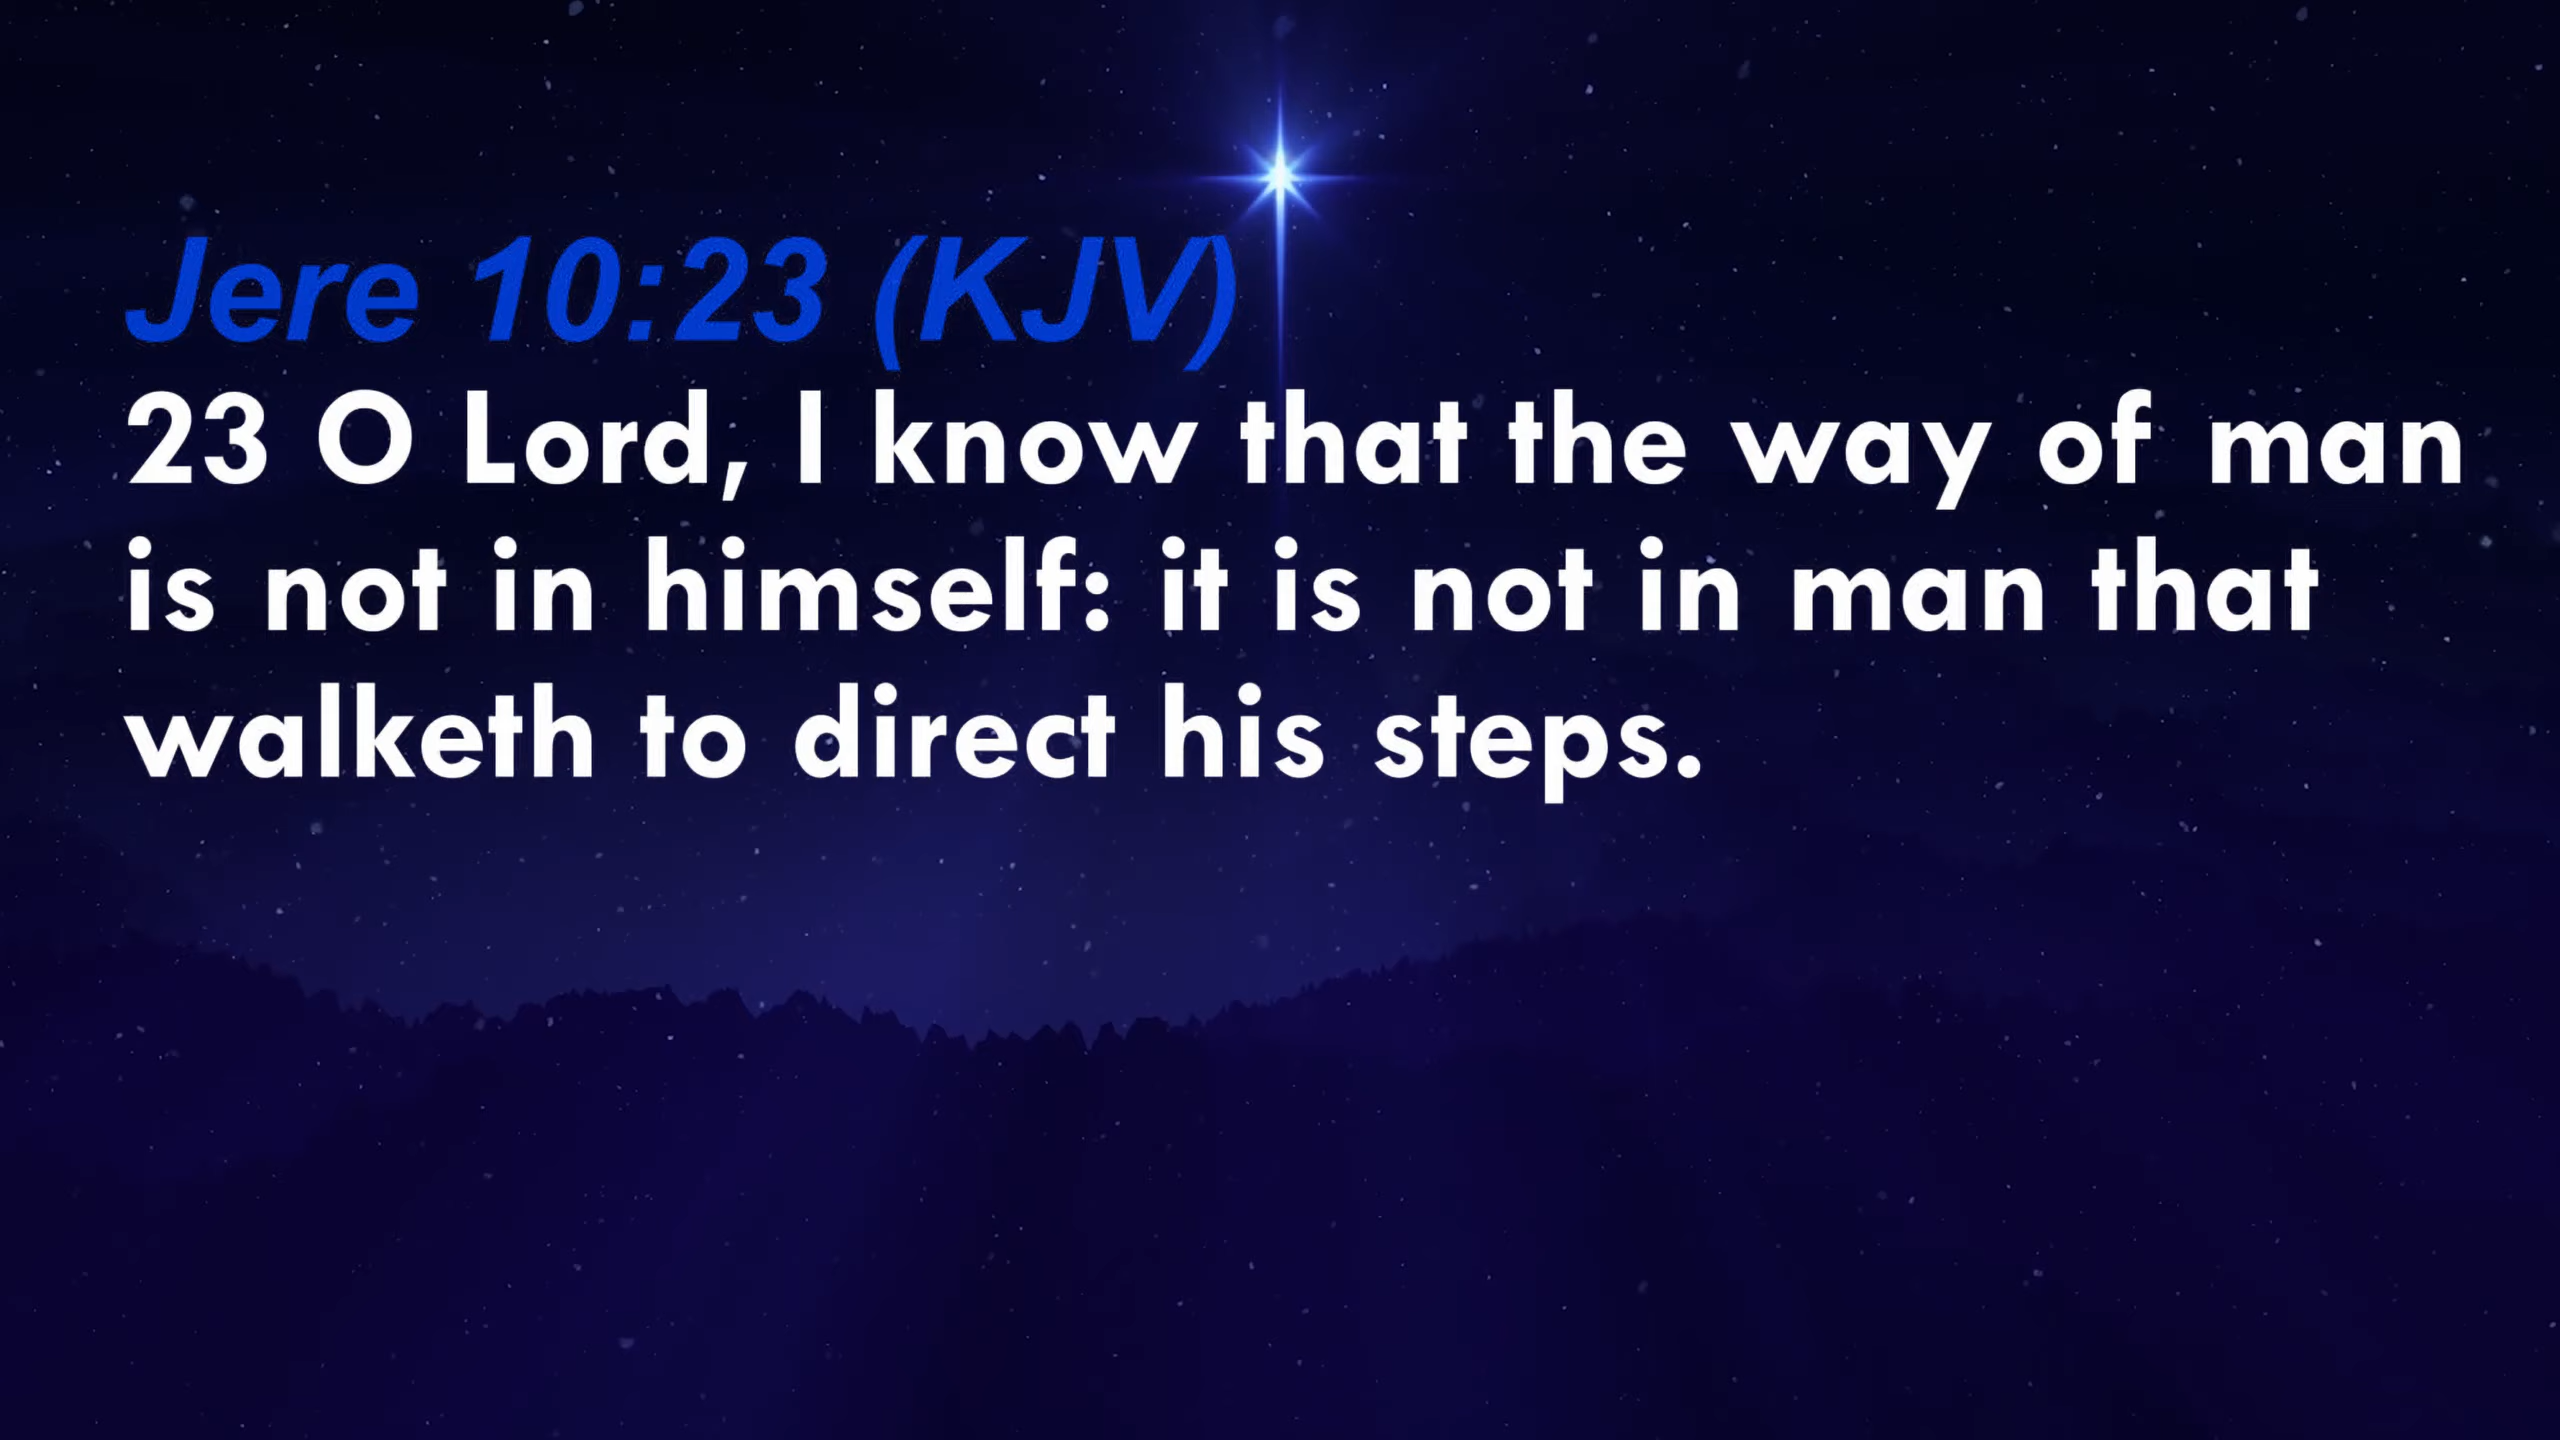 Jere 10:23 (KJV)
23 O Lord, I know that the way of man
is not in himself: it is not in man that
walketh to direct his steps.